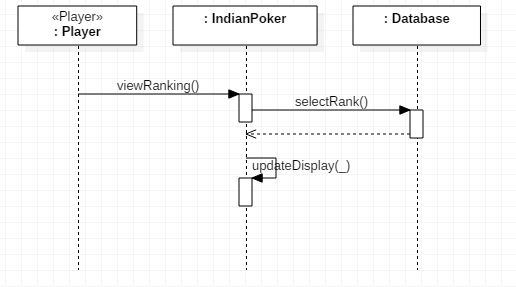 «Player»
: Player
: IndianPoker
: Database
viewRanking()
selectRank()
updateDisplay(_)